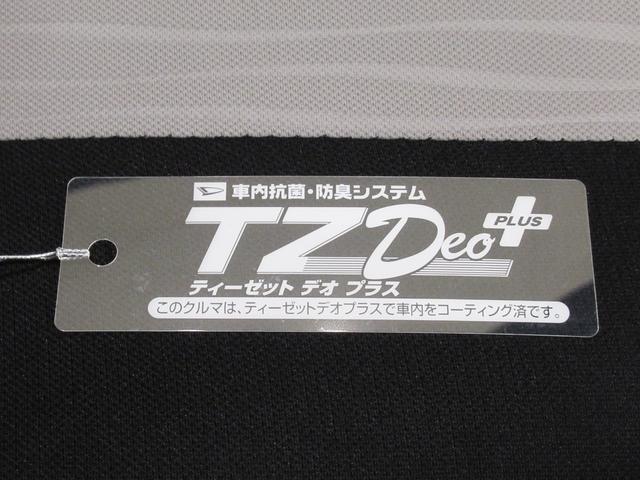 車内抗菌・防臭システム
TZDeo
PLUS
ティーゼット デオ プラス
このクルマは、ティーゼットデオプラスで車内をコーティング済です。